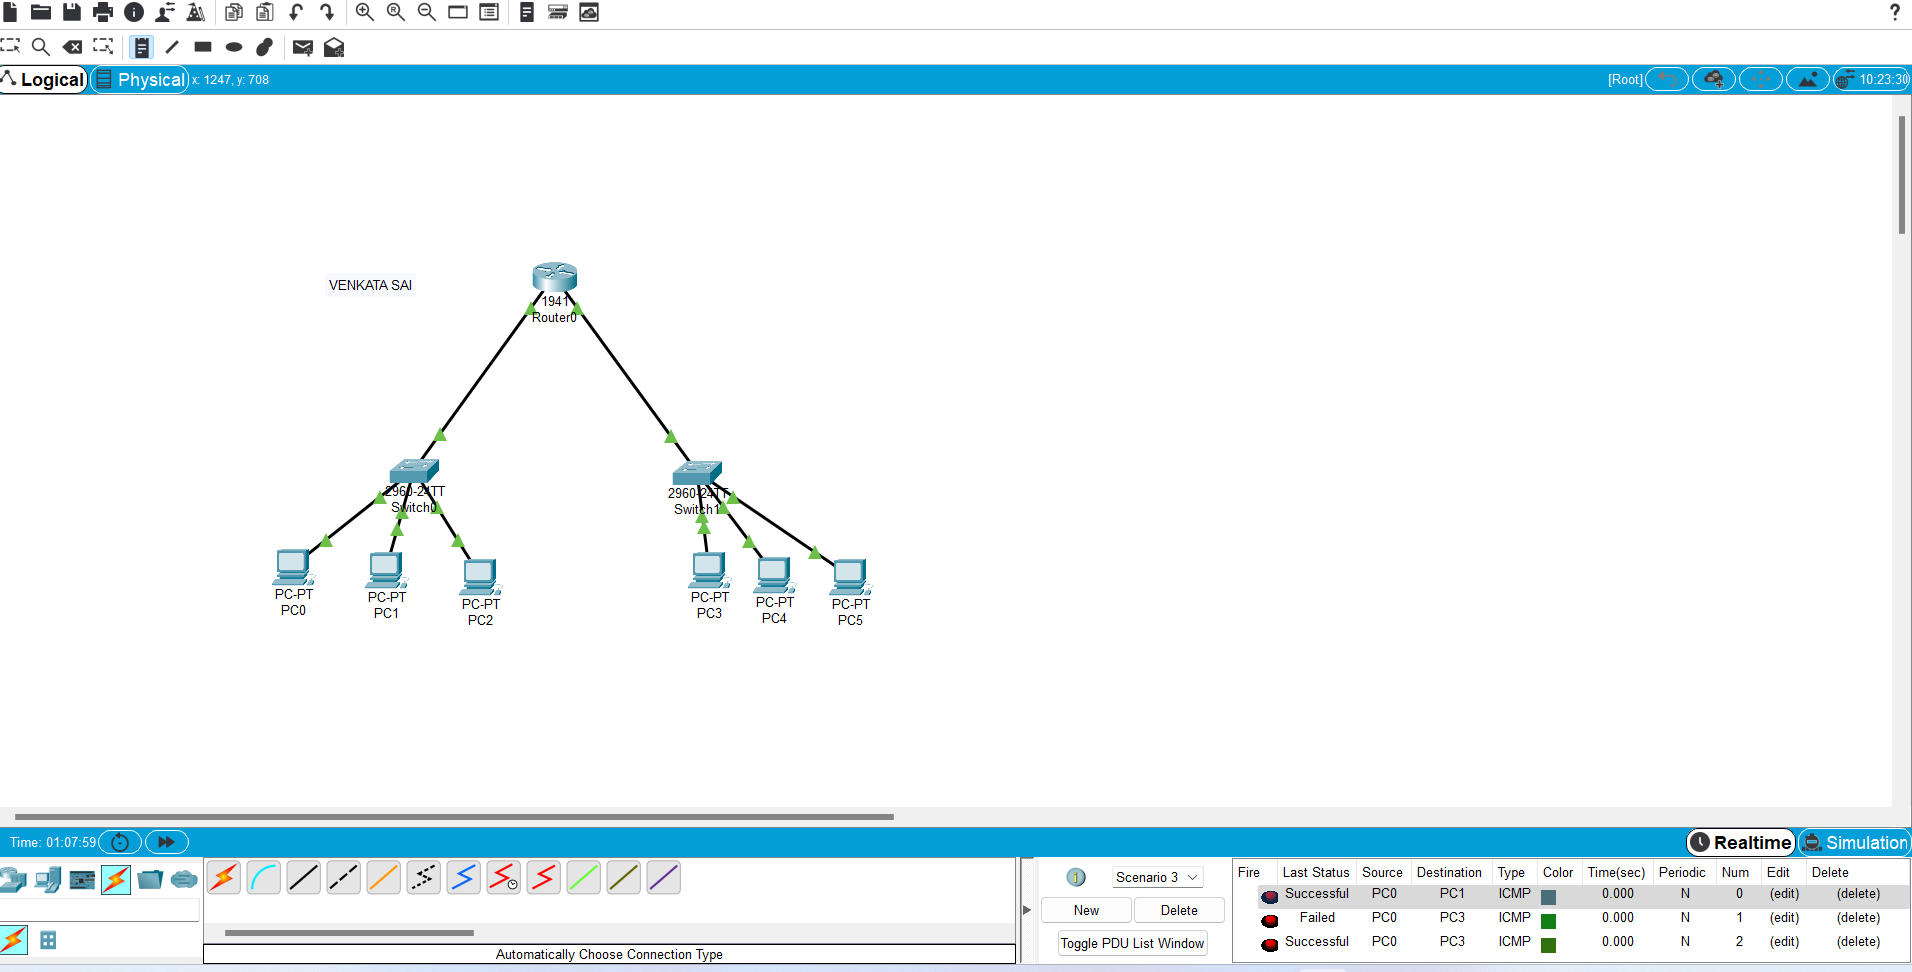 ?
Logical
Physical
x: 1247, y: 708
[Root]
10:23:30
VENKATA SAI
1941
Router0
2960-24TT
Switch0
2960-24TT
Switch1
PC-PT
PC0
PC-PT
PC1
PC-PT
PC2
PC-PT
PC3
PC-PT
PC4
PC-PT
PC5
Time: 01:07:59
Realtime
Simulation
Scenario 3
New
Delete
Toggle PDU List Window
Automatically Choose Connection Type
Fire Last Status Source Destination Type Color Time(sec) Periodic Num Edit Delete
Successful PC0 PC1 ICMP 0.000 N 0 (edit) (delete)
Failed PC0 PC3 ICMP 0.000 N 1 (edit) (delete)
Successful PC0 PC3 ICMP 0.000 N 2 (edit) (delete)